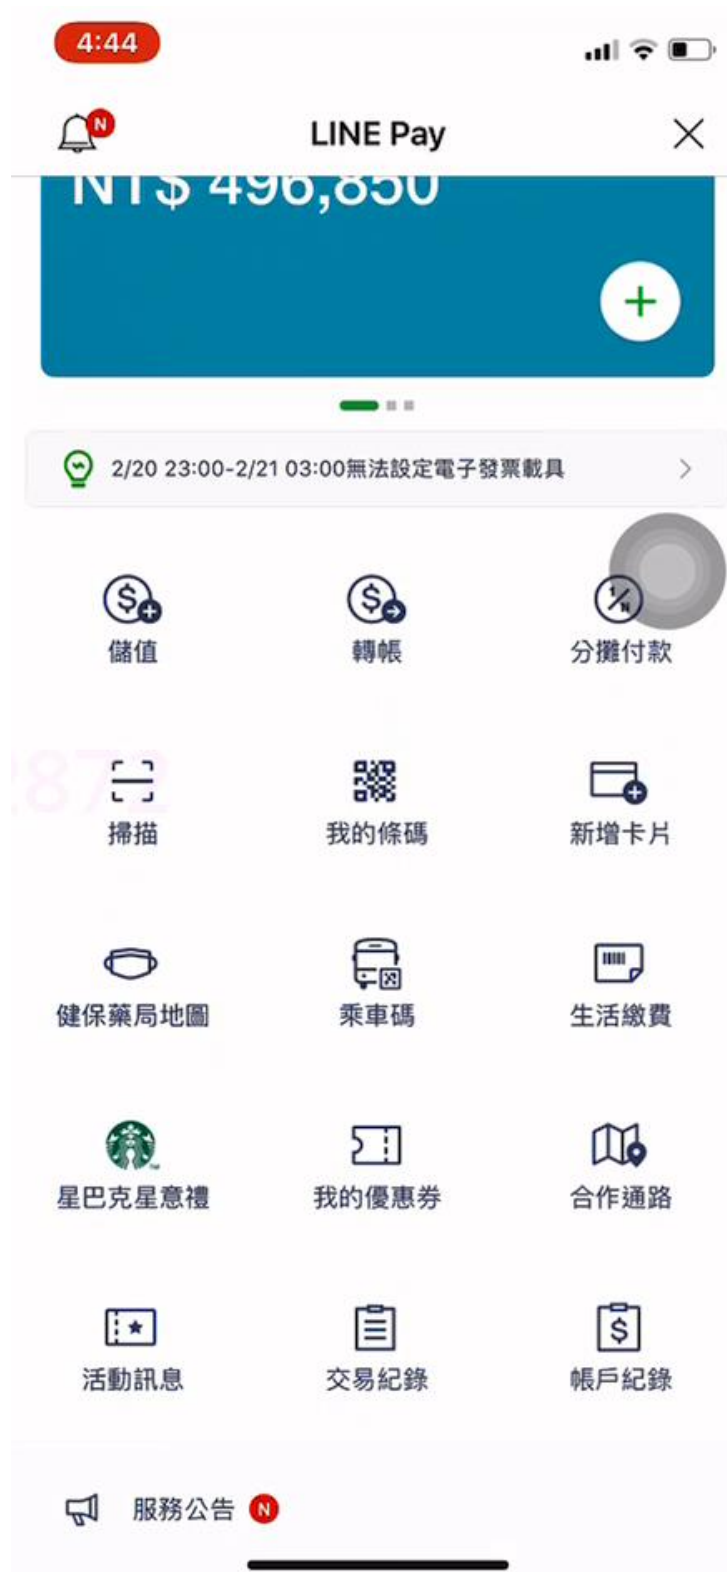 4:44
N
LINE Pay
NT$ 496,850
2/20 23:00-2/21 03:00無法設定電子發票載具
儲值
轉帳
分攤付款
2872
掃描
我的條碼
新增卡片
健保藥局地圖
乘車碼
生活繳費
星巴克星意禮
我的優惠券
合作通路
活動訊息
交易紀錄
帳戶紀錄
服務公告 N